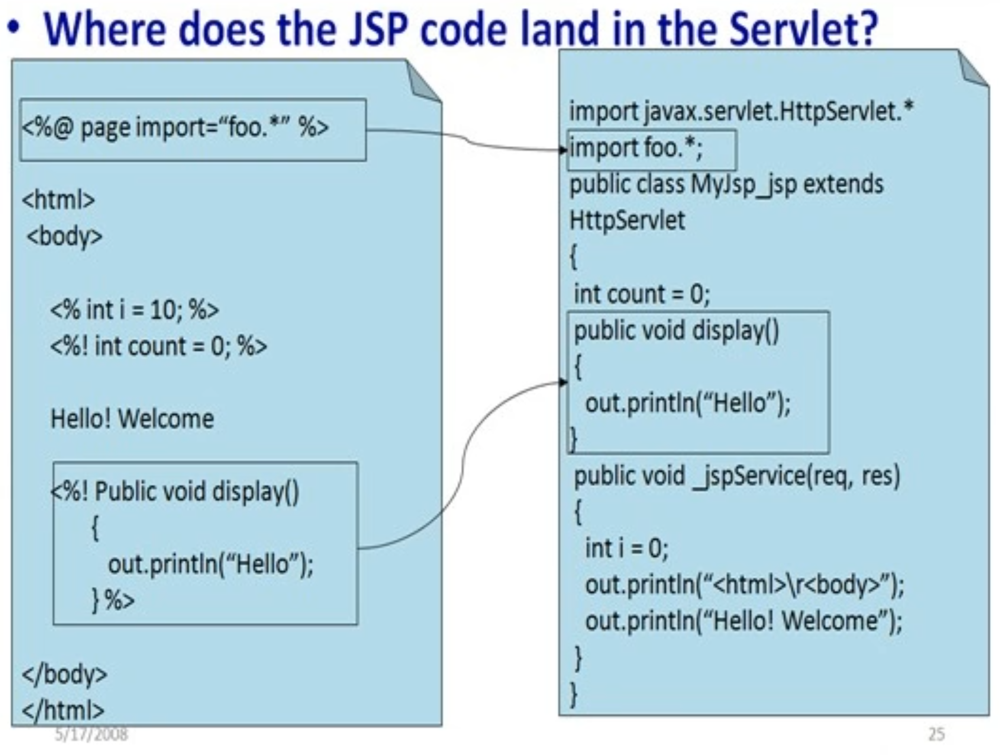 • Where does the JSP code land in the Servlet?
<%@ page import=“foo.*” %>
<html>
<body>
<% int i = 10; %>
<%! int count = 0; %>
Hello! Welcome
<%! Public void display()
{
out.println(“Hello”);
} %>
</body>
</html>
import javax.servlet.HttpServlet.*
import foo.*;
public class MyJsp_jsp extends
HttpServlet
{
int count = 0;
public void display()
{
out.println(“Hello”);
}
public void _jspService(req, res)
{
int i = 0;
out.println(“<html>\r<body>”);
out.println(“Hello! Welcome”);
}
}
5/17/2008
25